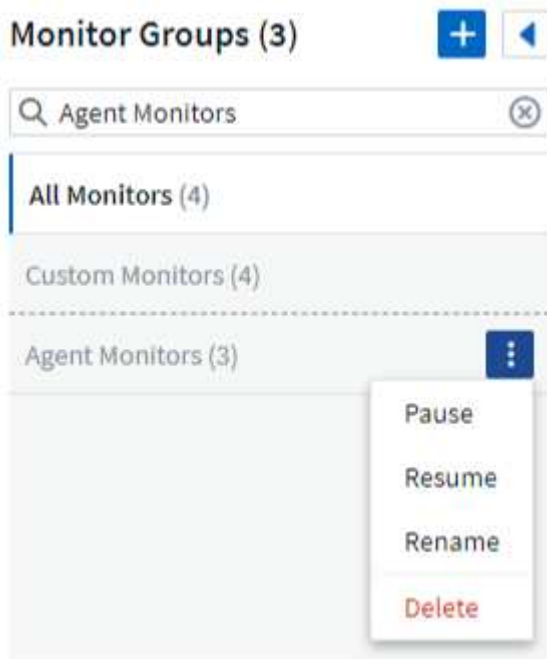 Monitor Groups (3)
Agent Monitors
All Monitors (4)
Custom Monitors (4)
Agent Monitors (3)
Pause
Resume
Rename
Delete